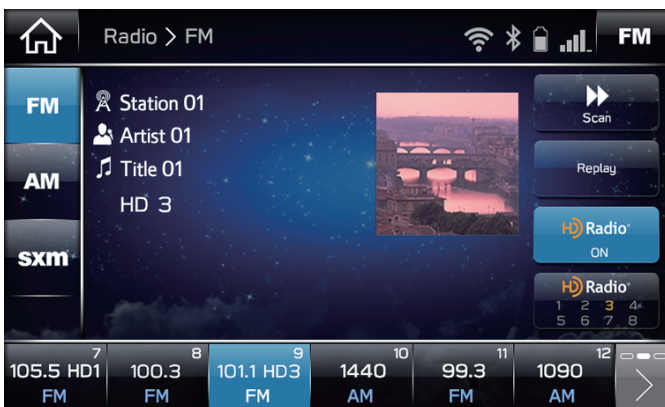 Radio > FM
FM
FM
AM
sxm
Station 01
Artist 01
Title 01
HD 3
Scan
Replay
HD Radio®
ON
HD Radio®
1 2 3 4
5 6 7 8
7
105.5 HD1
FM
8
100.3
FM
9
101.1 HD3
FM
10
1440
AM
11
99.3
FM
12
1090
AM